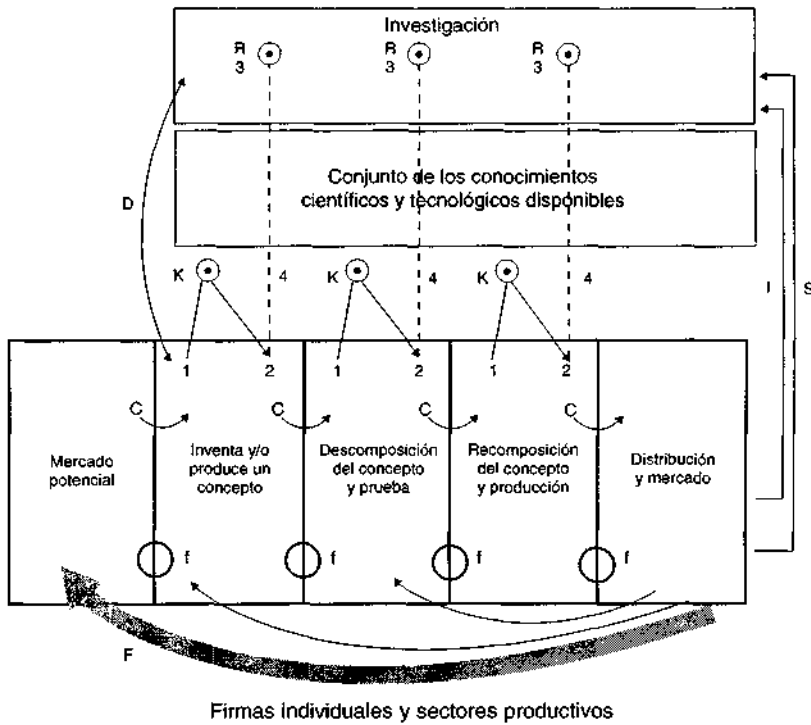 Investigación
R
3
R
3
R
3
D
Conjunto de los conocimientos
científicos y tecnológicos disponibles
K
4
K
4
K
4
I
S
1
2
1
2
1
2
C
C
C
C
Mercado
potencial
Inventa y/o
produce un
concepto
Descomposición
del concepto
y prueba
Recomposición
del concepto
y producción
Distribución
y mercado
f
f
f
f
F
Firmas individuales y sectores productivos